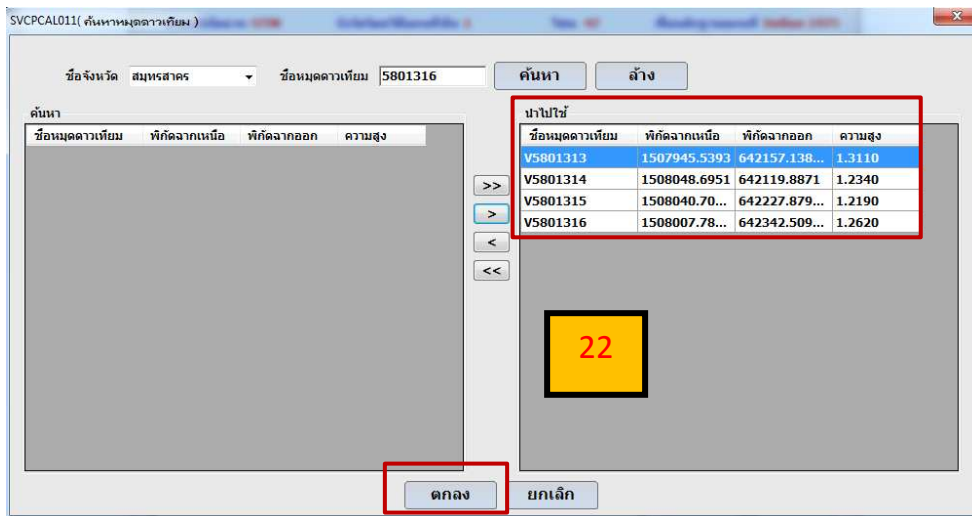 SVCPCAL011( ค้นหาหมุดดาวเทียม )
ชื่อจังหวัด สมุทรสาคร ชื่อหมุดดาวเทียม 5801316 ค้นหา ล้าง
ค้นหา
ชื่อหมุดดาวเทียม พิกัดฉากเหนือ พิกัดฉากออก ความสูง
>>
>
<
<<
นำไปใช้
ชื่อหมุดดาวเทียม พิกัดฉากเหนือ พิกัดฉากออก ความสูง
V5801313 1507945.5393 642157.138... 1.3110
V5801314 1508048.6951 642119.8871 1.2340
V5801315 1508040.70... 642227.879... 1.2190
V5801316 1508007.78... 642342.509... 1.2620
22
ตกลง ยกเลิก